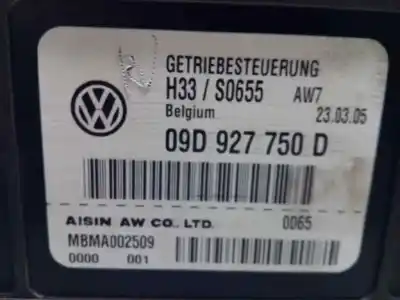 GETRIEBESTEUERUNG
H33 / S0655 AW7
Belgium 23.03.05
09D 927 750 D
AISIN AW CO., LTD. 0065
MBMA002509
0000 001